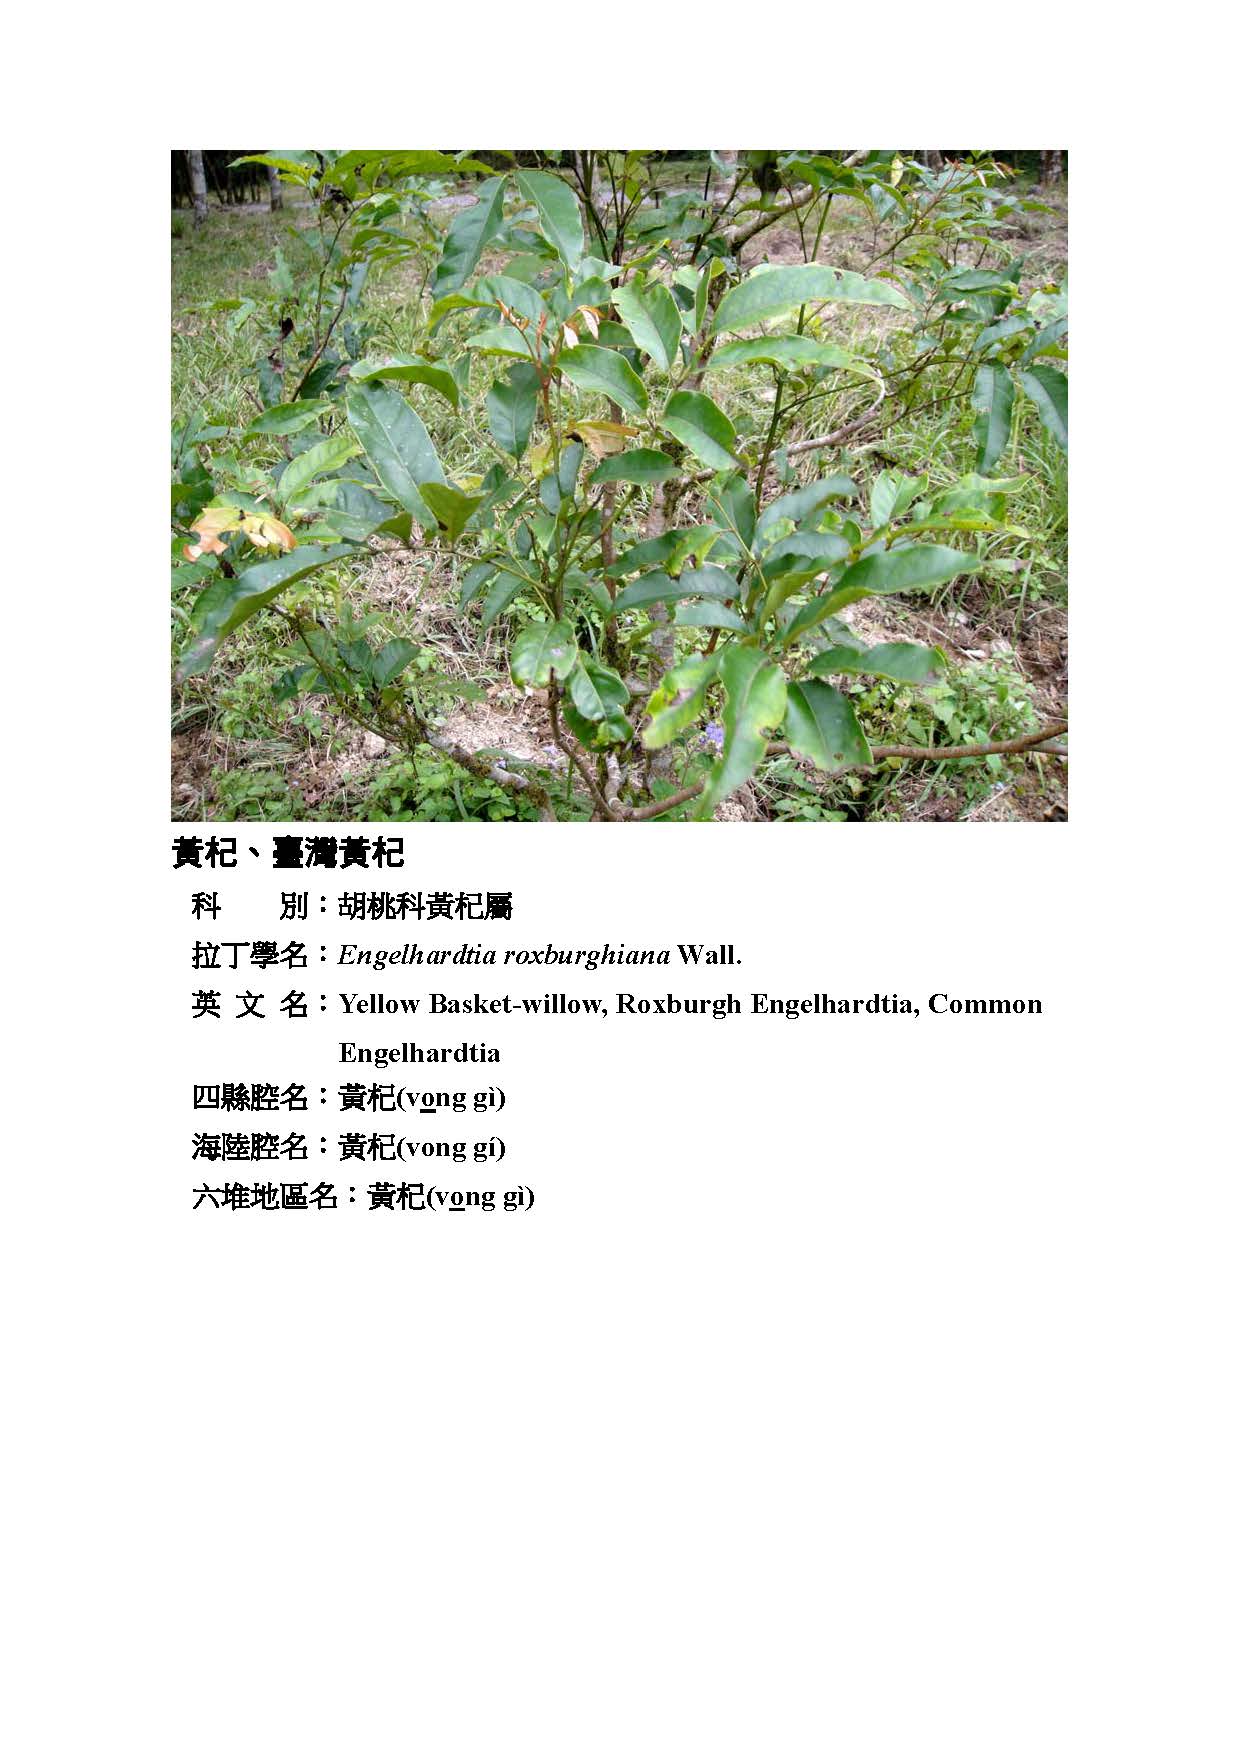 黃杞、臺灣黃杞
科　　別：胡桃科黃杞屬
拉丁學名：Engelhardtia roxburghiana Wall.
英 文 名：Yellow Basket-willow, Roxburgh Engelhardtia, Common
Engelhardtia
四縣腔名：黃杞(vong gì)
海陸腔名：黃杞(vong gí)
六堆地區名：黃杞(vong gì)